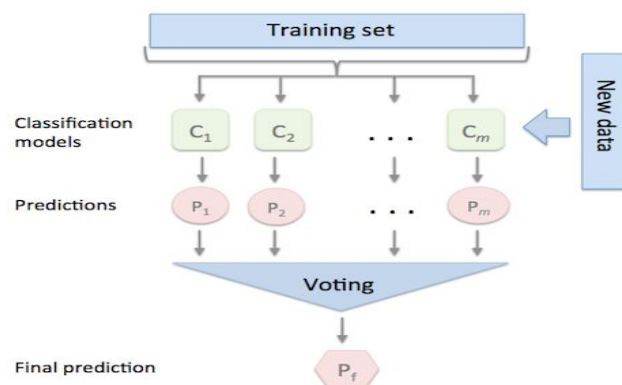 Training set
New data
Classification
models
C1 C2 . . . Cm
Predictions
P1 P2 . . . Pm
Voting
Final prediction
Pf